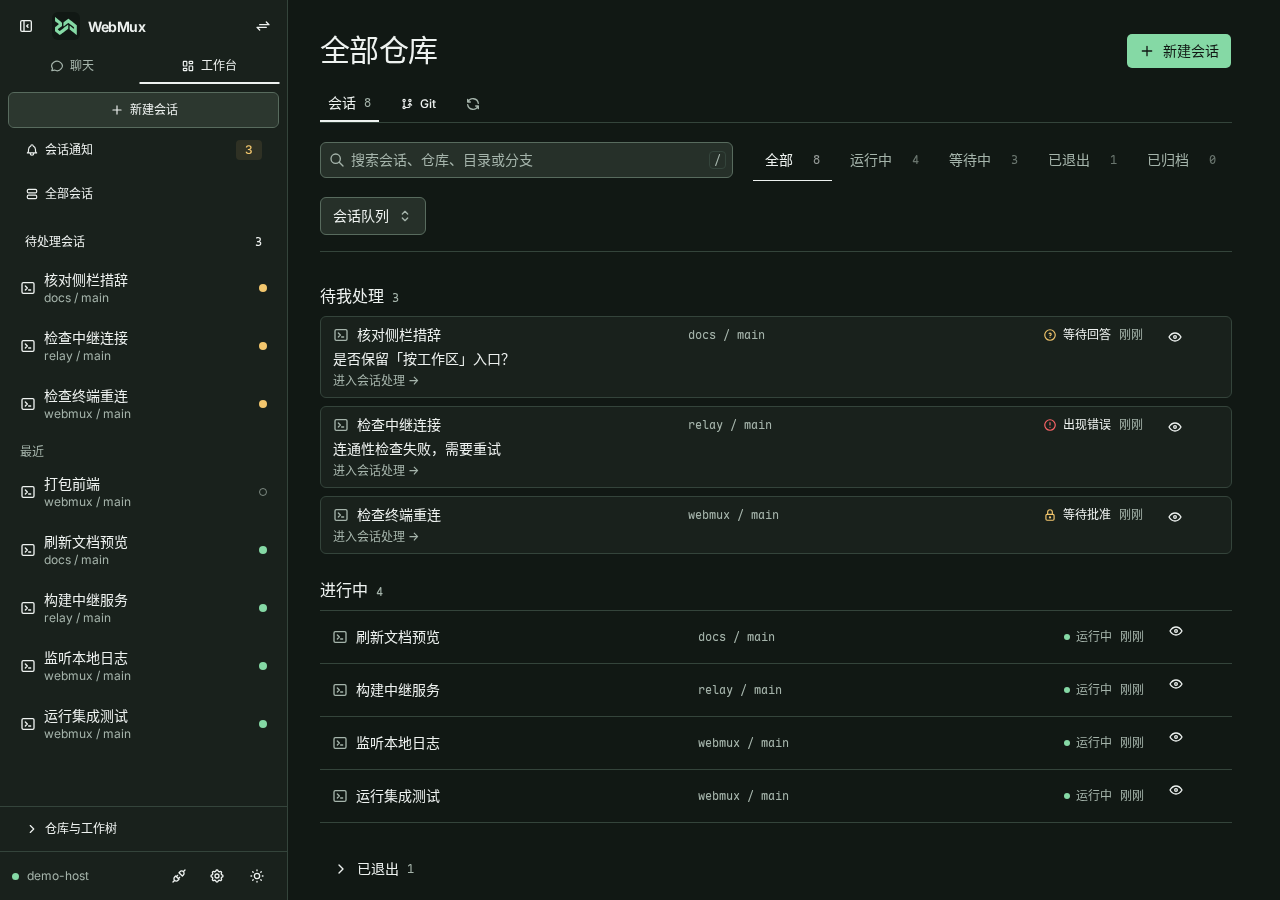 WebMux
聊天
工作台
新建会话
会话通知 3
全部会话
待处理会话 3
核对侧栏措辞
docs / main
检查中继连接
relay / main
检查终端重连
webmux / main
最近
打包前端
webmux / main
刷新文档预览
docs / main
构建中继服务
relay / main
监听本地日志
webmux / main
运行集成测试
webmux / main
仓库与工作树
demo-host
全部仓库
新建会话
会话 8
Git
搜索会话、仓库、目录或分支 /
全部 8
运行中 4
等待中 3
已退出 1
已归档 0
会话队列
待我处理 3
核对侧栏措辞 docs / main 等待回答 刚刚
是否保留「按工作区」入口?
进入会话处理 →
检查中继连接 relay / main 出现错误 刚刚
连通性检查失败，需要重试
进入会话处理 →
检查终端重连 webmux / main 等待批准 刚刚
进入会话处理 →
进行中 4
刷新文档预览 docs / main 运行中 刚刚
构建中继服务 relay / main 运行中 刚刚
监听本地日志 webmux / main 运行中 刚刚
运行集成测试 webmux / main 运行中 刚刚
已退出 1